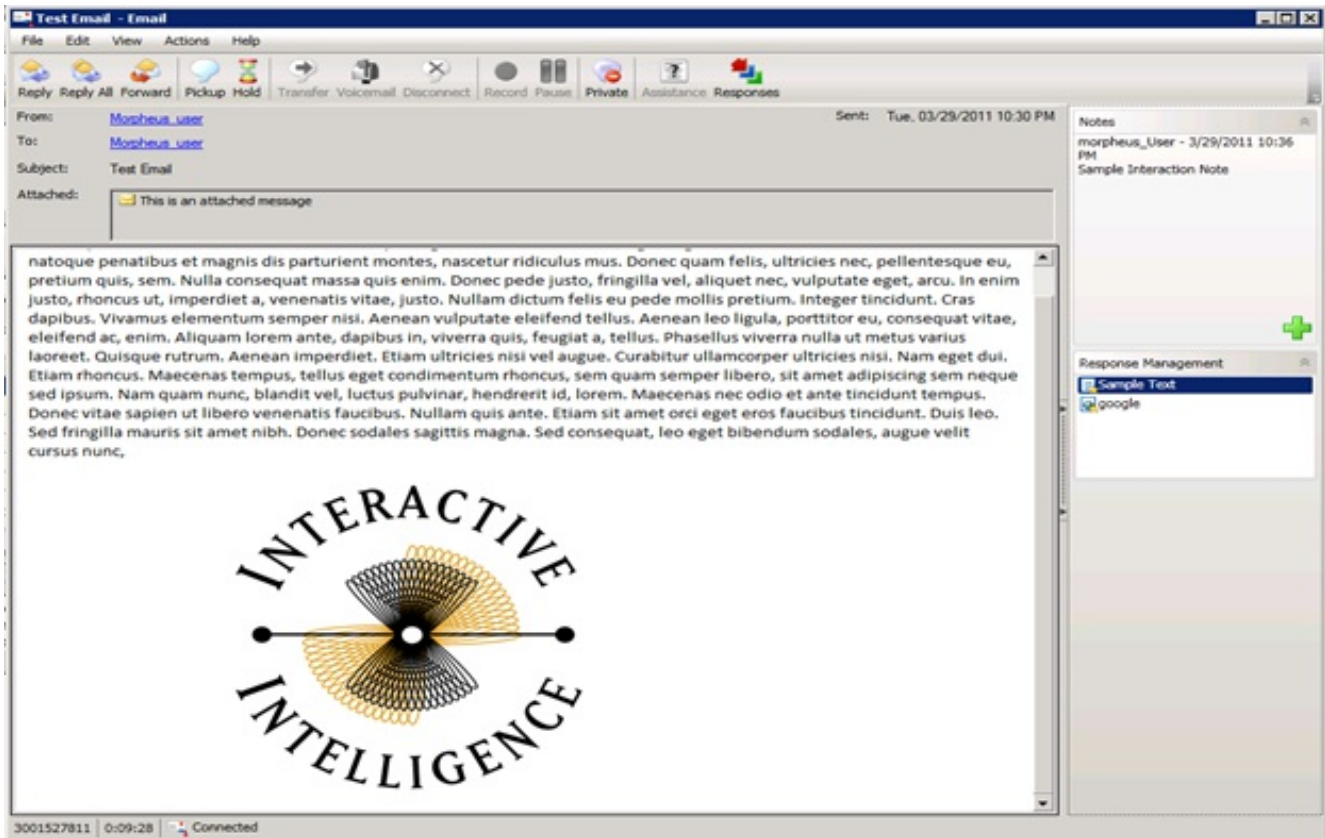 Test Email - Email
File Edit View Actions Help
Reply Reply All Forward Pickup Hold Transfer Voicemail Disconnect Record Pause Private Assistance Responses
From: Morpheus_user Sent: Tue, 03/29/2011 10:30 PM
To: Morpheus_user
Subject: Test Email
Attached: This is an attached message
natoque penatibus et magnis dis parturient montes, nascetur ridiculus mus. Donec quam felis, ultricies nec, pellentesque eu,
pretium quis, sem. Nulla consequat massa quis enim. Donec pede justo, fringilla vel, aliquet nec, vulputate eget, arcu. In enim
justo, rhoncus ut, imperdiet a, venenatis vitae, justo. Nullam dictum felis eu pede mollis pretium. Integer tincidunt. Cras
dapibus. Vivamus elementum semper nisi. Aenean vulputate eleifend tellus. Aenean leo ligula, porttitor eu, consequat vitae,
eleifend ac, enim. Aliquam lorem ante, dapibus in, viverra quis, feugiat a, tellus. Phasellus viverra nulla ut metus varius
laoreet. Quisque rutrum. Aenean imperdiet. Etiam ultricies nisi vel augue. Curabitur ullamcorper ultricies nisi. Nam eget dui.
Etiam rhoncus. Maecenas tempus, tellus eget condimentum rhoncus, sem quam semper libero, sit amet adipiscing sem neque
sed ipsum. Nam quam nunc, blandit vel, luctus pulvinar, hendrerit id, lorem. Maecenas nec odio et ante tincidunt tempus.
Donec vitae sapien ut libero venenatis faucibus. Nullam quis ante. Etiam sit amet orci eget eros faucibus tincidunt. Duis leo.
Sed fringilla mauris sit amet nibh. Donec sodales sagittis magna. Sed consequat, leo eget bibendum sodales, augue velit
cursus nunc,
INTERACTIVE
INTELLIGENCE
Notes
morpheus_User - 3/29/2011 10:36
PM
Sample Interaction Note
Response Management
Sample Text
google
3001527811 0:09:28 Connected